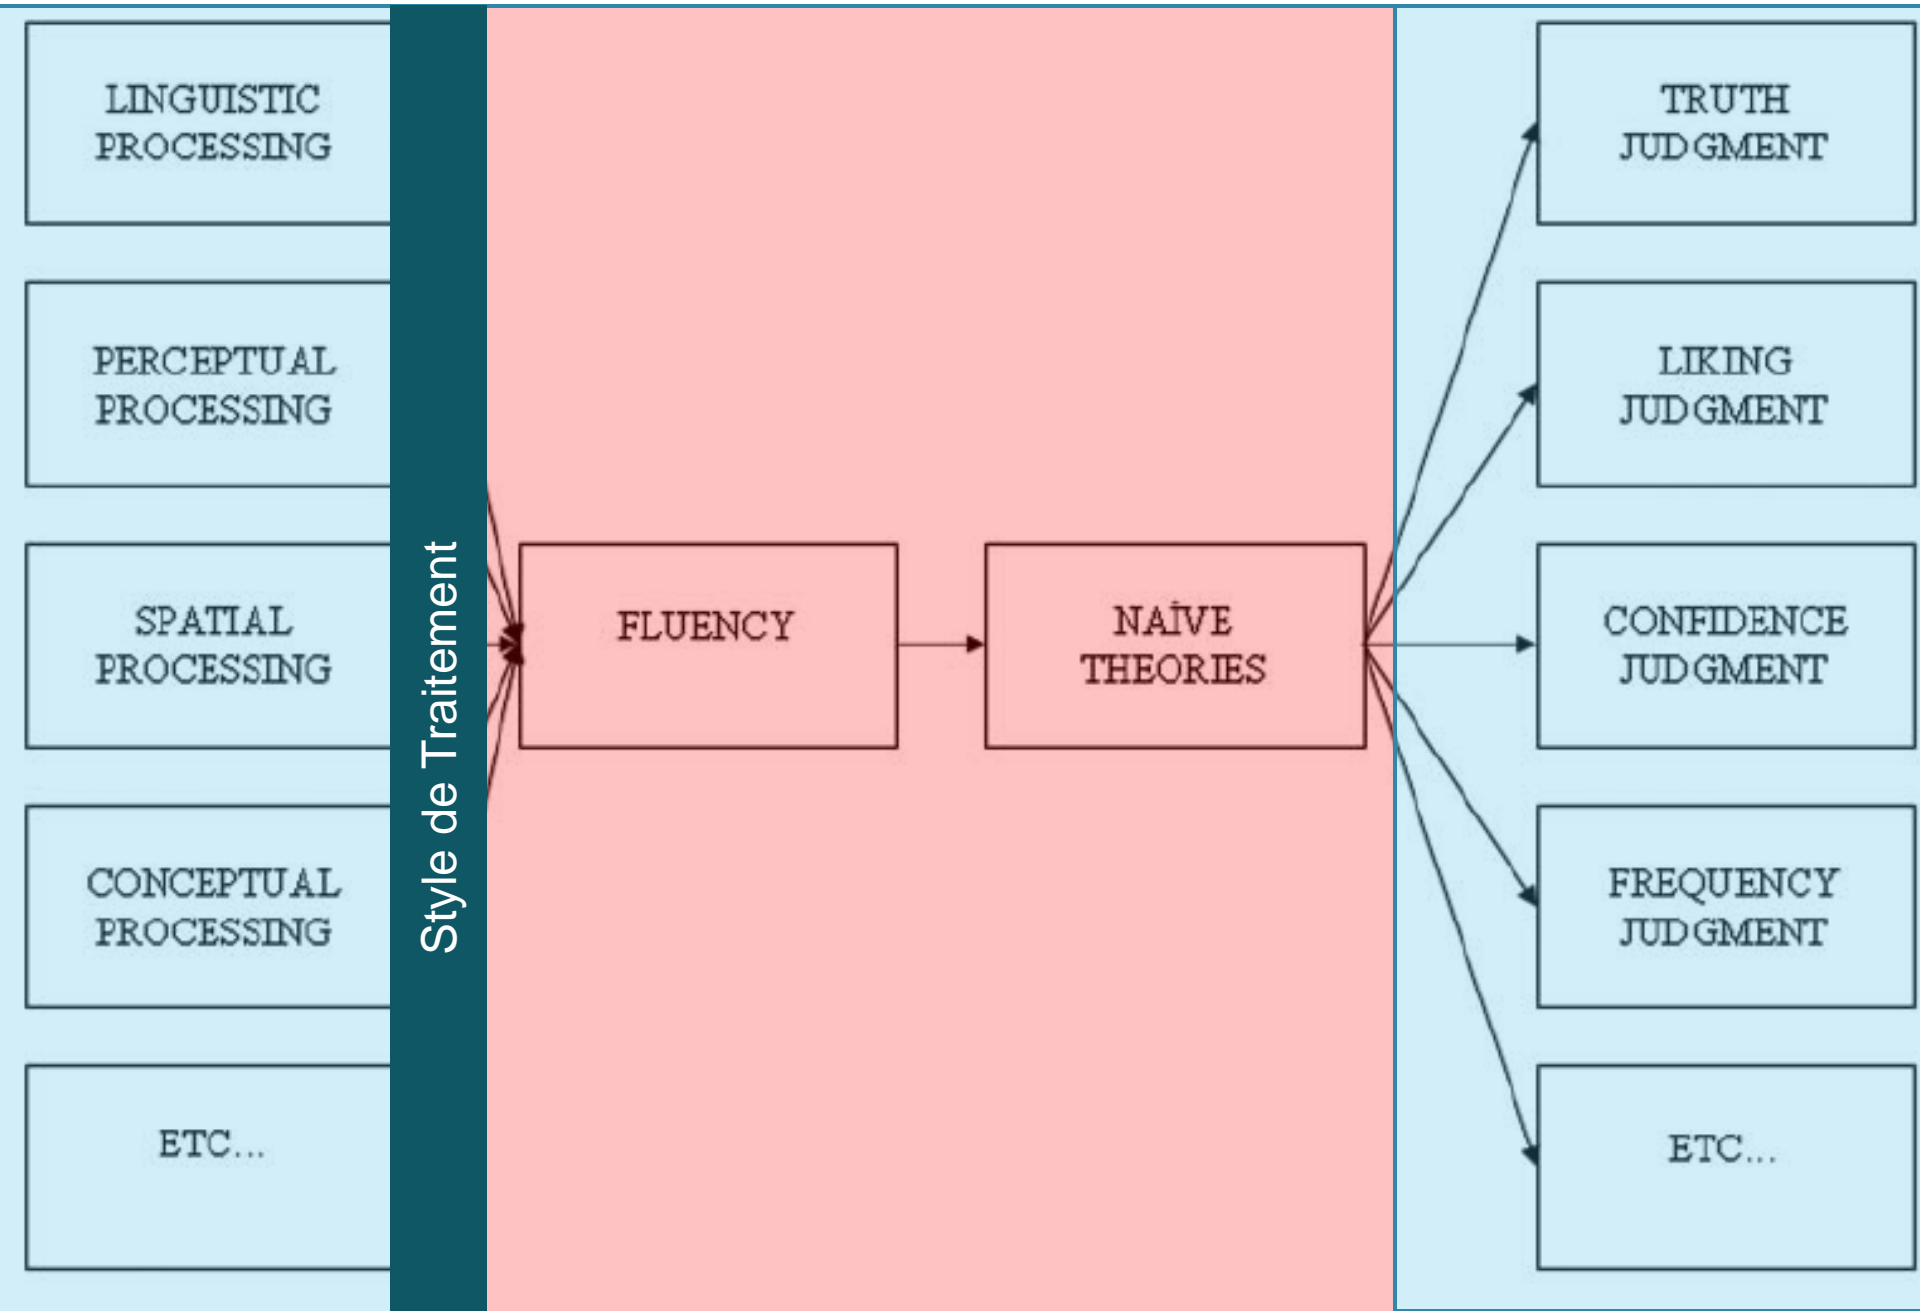 LINGUISTIC
PROCESSING
PERCEPTUAL
PROCESSING
SPATIAL
PROCESSING
CONCEPTUAL
PROCESSING
ETC...
Style de Traitement
FLUENCY
NAÏVE
THEORIES
TRUTH
JUDGMENT
LIKING
JUDGMENT
CONFIDENCE
JUDGMENT
FREQUENCY
JUDGMENT
ETC...